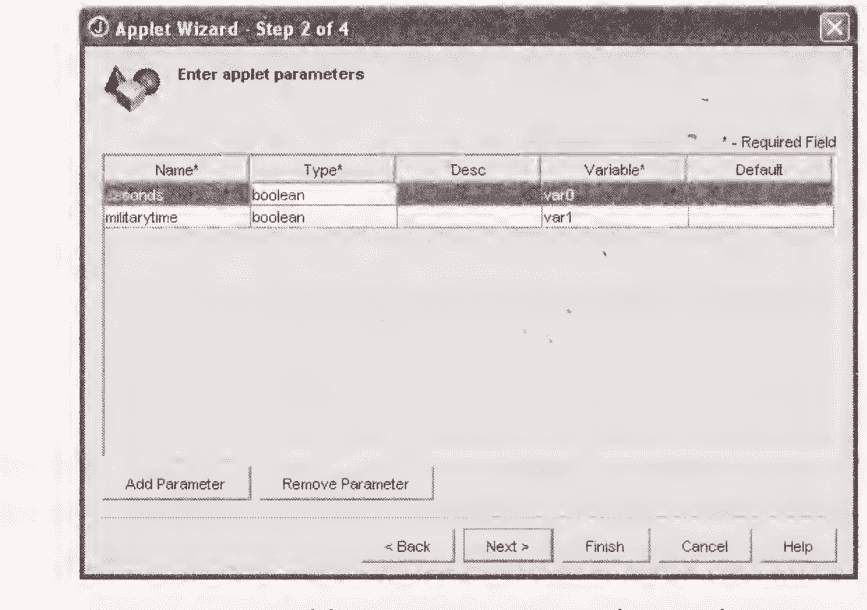 Applet Wizard - Step 2 of 4
Enter applet parameters
* - Required Field
Name* Type* Desc Variable* Default
seconds boolean var0
militarytime boolean var1
Add Parameter Remove Parameter
< Back Next > Finish Cancel Help